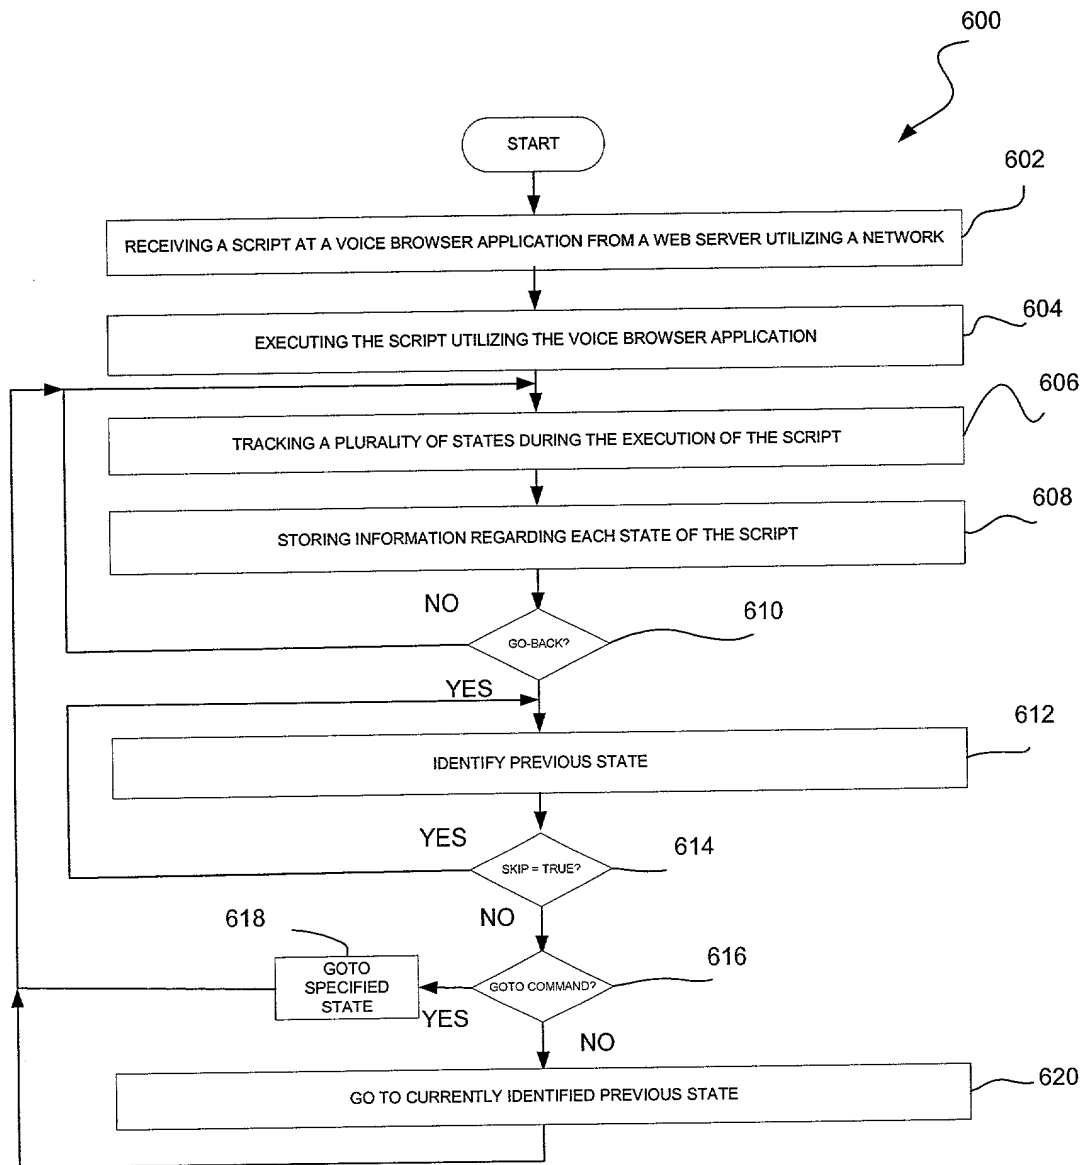 600
START
602
RECEIVING A SCRIPT AT A VOICE BROWSER APPLICATION FROM A WEB SERVER UTILIZING A NETWORK
604
EXECUTING THE SCRIPT UTILIZING THE VOICE BROWSER APPLICATION
606
TRACKING A PLURALITY OF STATES DURING THE EXECUTION OF THE SCRIPT
608
STORING INFORMATION REGARDING EACH STATE OF THE SCRIPT
NO
610
GO-BACK?
YES
612
IDENTIFY PREVIOUS STATE
YES
614
SKIP = TRUE?
NO
618
616
GOTO
SPECIFIED
STATE
GOTO COMMAND?
YES
NO
620
GO TO CURRENTLY IDENTIFIED PREVIOUS STATE